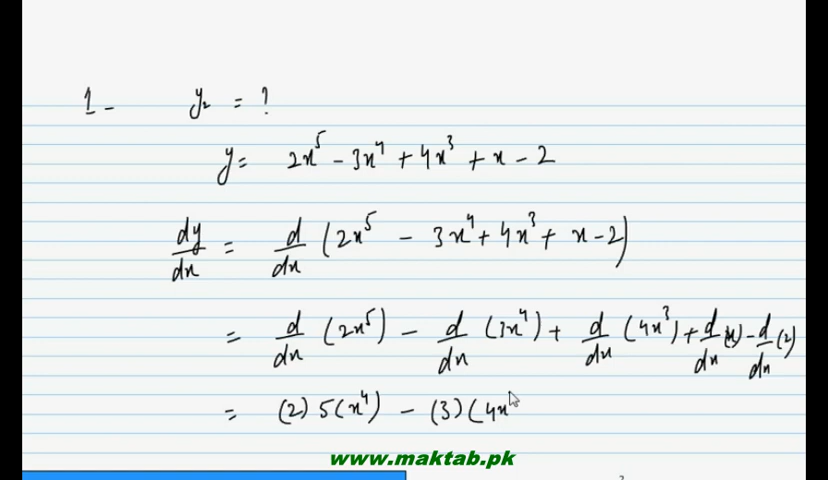 1 - y₂ = ?
y = 2x⁵ - 3x⁴ + 4x³ + x - 2
dy/dx = d/dx (2x⁵ - 3x⁴ + 4x³ + x - 2)
= d/dx (2x⁵) - d/dx (3x⁴) + d/dx (4x³) + d/dx (x) - d/dx (2)
= (2) 5(x⁴) - (3)(4x
www.maktab.pk